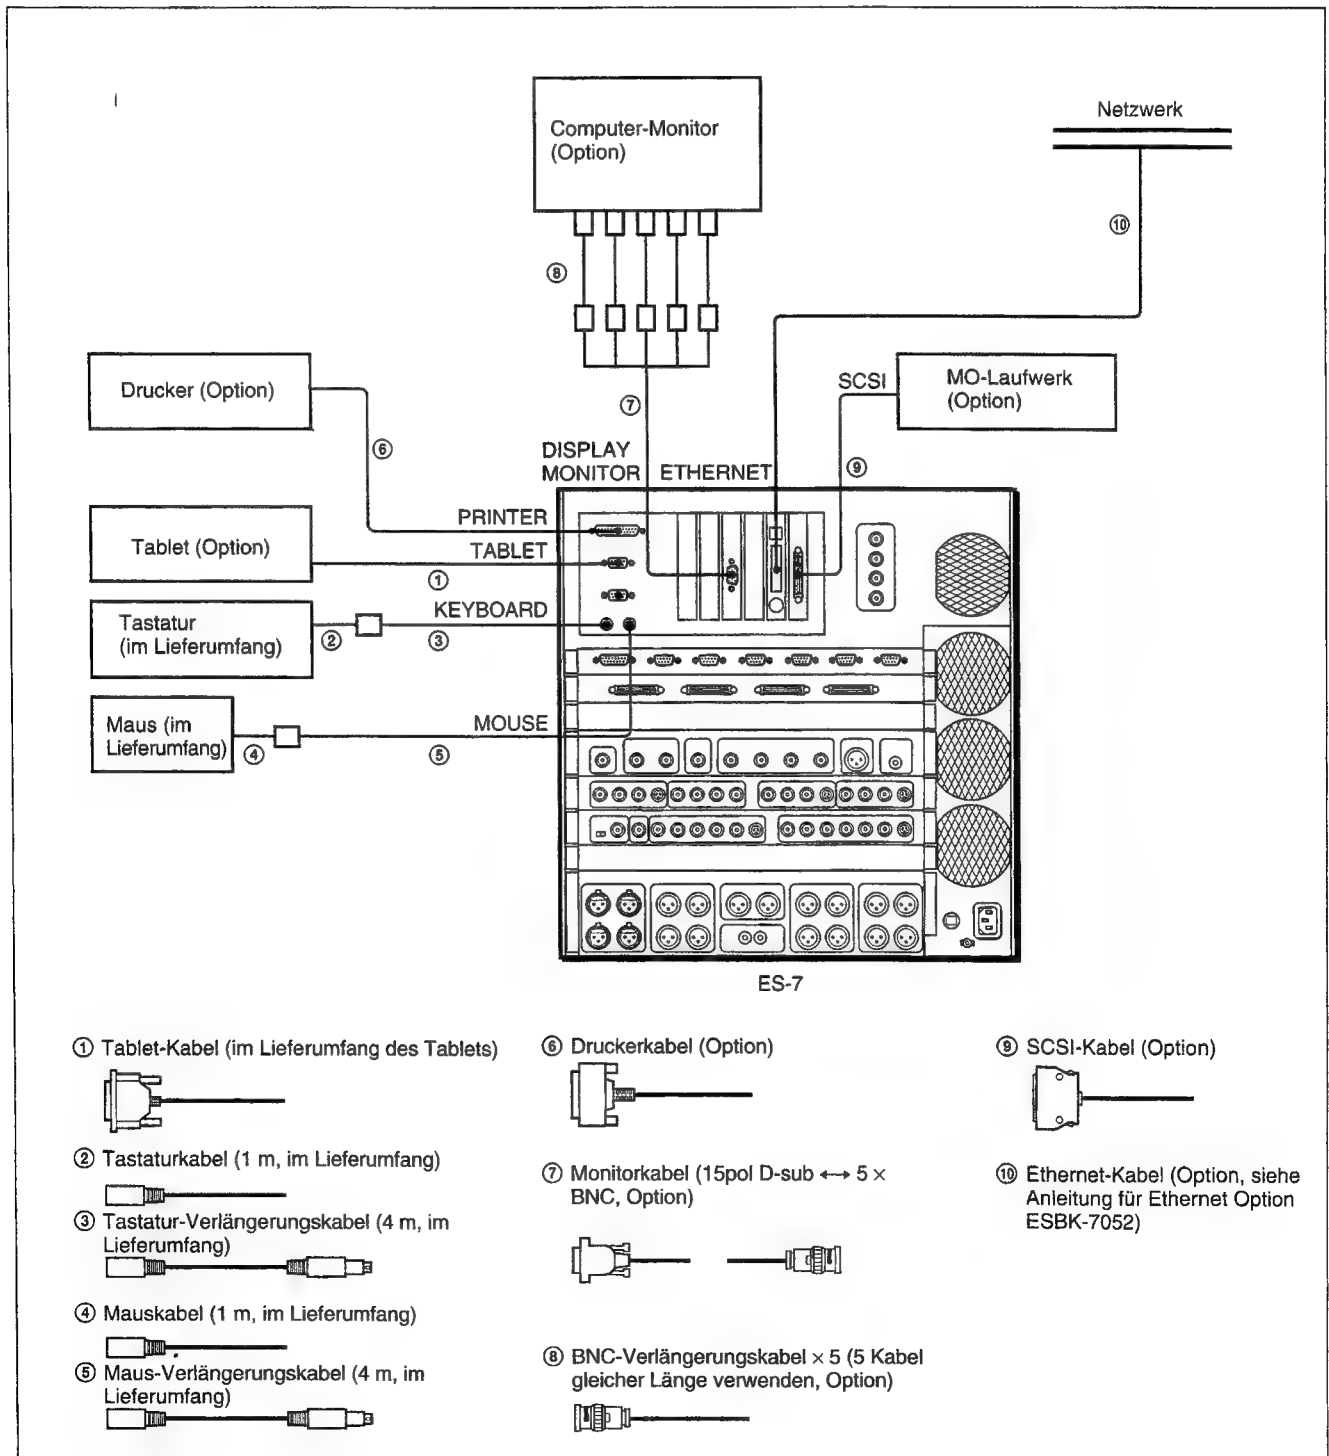 Computer-Monitor
(Option)
Netzwerk
⑩
⑧
Drucker (Option)
⑥
⑦
SCSI
MO-Laufwerk
(Option)
⑨
DISPLAY
MONITOR
ETHERNET
PRINTER
Tablet (Option)
TABLET
①
KEYBOARD
Tastatur
(im Lieferumfang)
②
③
MOUSE
Maus (im
Lieferumfang)
④
⑤
ES-7
① Tablet-Kabel (im Lieferumfang des Tablets)
② Tastaturkabel (1 m, im Lieferumfang)
③ Tastatur-Verlängerungskabel (4 m, im
Lieferumfang)
④ Mauskabel (1 m, im Lieferumfang)
⑤ Maus-Verlängerungskabel (4 m, im
Lieferumfang)
⑥ Druckerkabel (Option)
⑦ Monitorkabel (15pol D-sub ↔ 5 ×
BNC, Option)
⑧ BNC-Verlängerungskabel × 5 (5 Kabel
gleicher Länge verwenden, Option)
⑨ SCSI-Kabel (Option)
⑩ Ethernet-Kabel (Option, siehe
Anleitung für Ethernet Option
ESBK-7052)